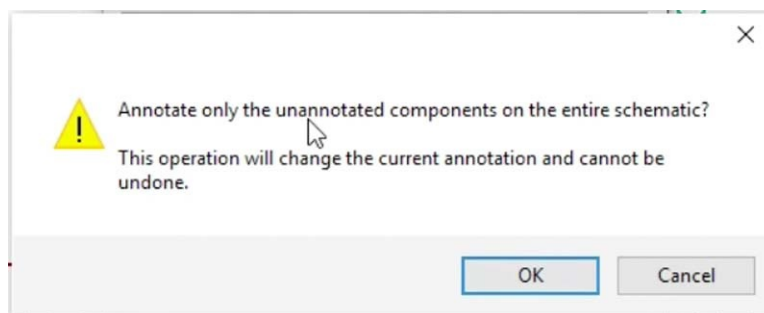 Annotate only the unannotated components on the entire schematic?
This operation will change the current annotation and cannot be
undone.
OK
Cancel